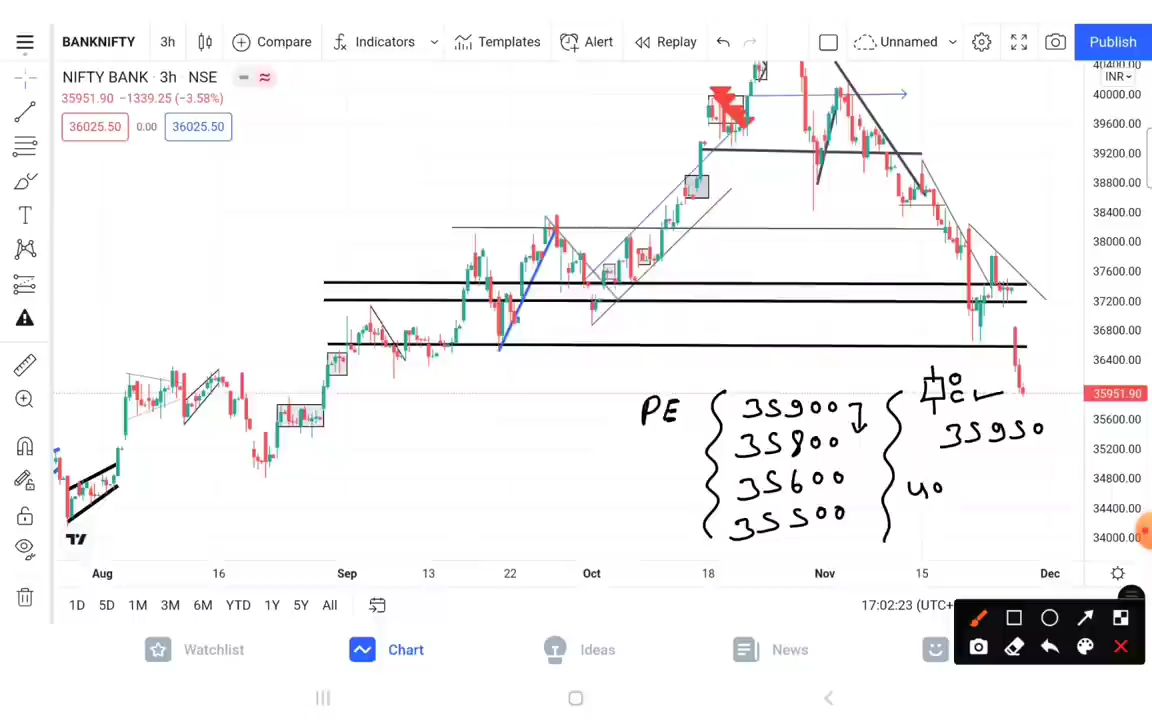 BANKNIFTY 3h Compare Indicators Templates Alert Replay Unnamed Publish
NIFTY BANK · 3h · NSE
INR
35951.90 −1339.25 (−3.58%)
36025.50 0.00 36025.50
40400.00
40000.00
39600.00
39200.00
38800.00
38400.00
38000.00
37600.00
37200.00
36800.00
36400.00
35951.90
35600.00
35200.00
34800.00
34400.00
34000.00
PE
35900
35800
35600
35500
O
C
35950
40
Aug 16 Sep 13 22 Oct 18 Nov 15 Dec
1D 5D 1M 3M 6M YTD 1Y 5Y All 17:02:23 (UTC+
Watchlist Chart Ideas News